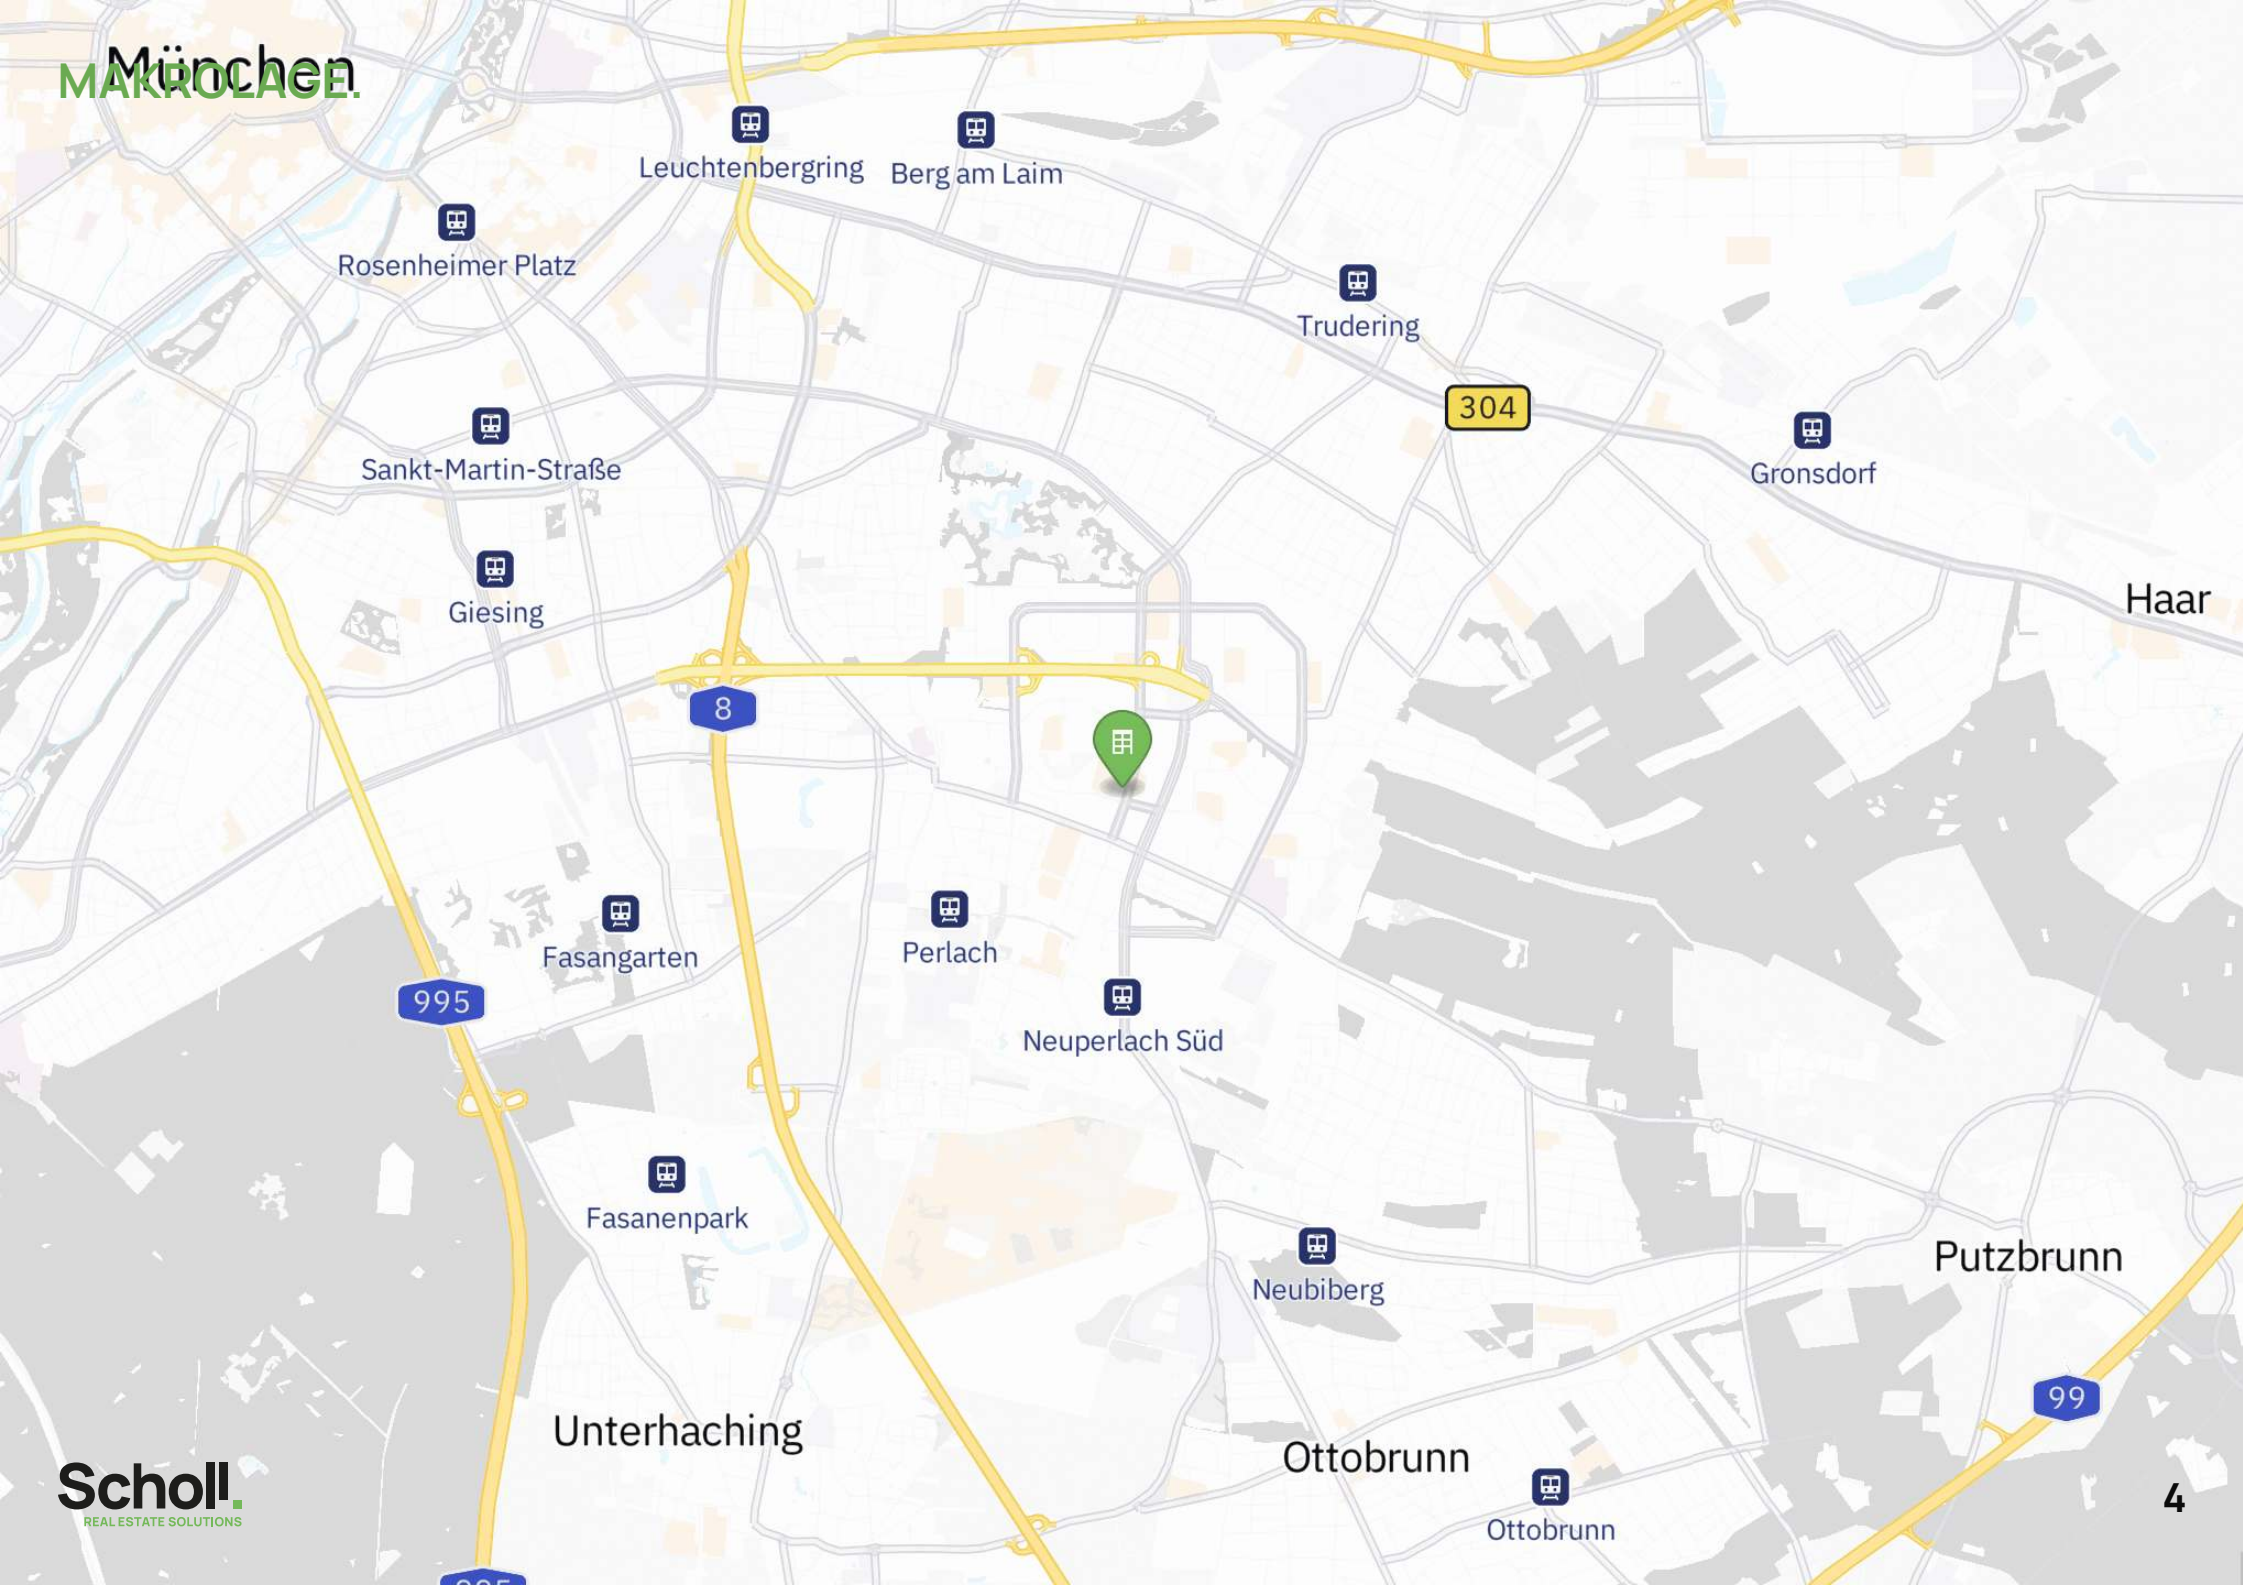 München
MAKROLAGE.
Leuchtenbergring
Berg am Laim
Rosenheimer Platz
Trudering
304
Sankt-Martin-Straße
Gronsdorf
Giesing
Haar
8
Fasangarten
Perlach
995
Neuperlach Süd
Fasanenpark
Putzbrunn
Neubiberg
99
Unterhaching
Ottobrunn
Scholl.
REAL ESTATE SOLUTIONS
4
Ottobrunn